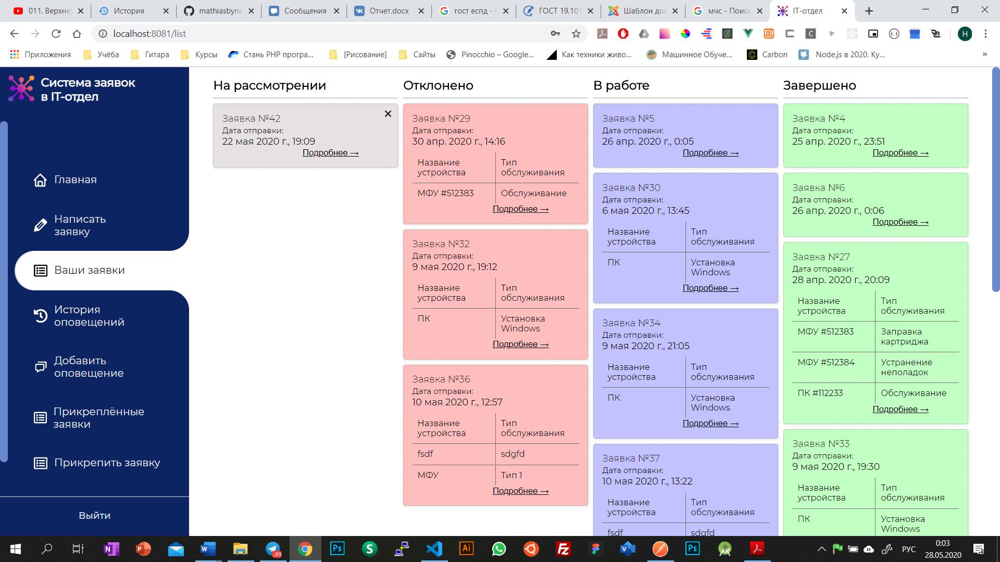 011. Верхне
История
mathiasbyne
Сообщения
Отчет.docx
гост еспд - Г
ГОСТ 19.101
Шаблон до
мчс - Поиск
IT-отдел
localhost:8081/list
H
Приложения
Учёба
Гитара
Курсы
Стань PHP програ...
[Рисование]
Сайты
Pinocchio – Google...
Как техники живо...
Машинное Обуче...
Carbon
Node.js в 2020. Ку...
»
Система заявок
в IT-отдел
Главная
Написать
заявку
Ваши заявки
История
оповещений
Добавить
оповещение
Прикреплённые
заявки
Прикрепить заявку
Выйти
На рассмотрении
Заявка №42
Дата отправки:
22 мая 2020 г., 19:09
Подробнее →
Отклонено
Заявка №29
Дата отправки:
30 апр. 2020 г., 14:16
Название устройства
Тип обслуживания
МФУ #512383
Обслуживание
Подробнее →
Заявка №32
Дата отправки:
9 мая 2020 г., 19:12
Название устройства
Тип обслуживания
ПК
Установка Windows
Подробнее →
Заявка №36
Дата отправки:
10 мая 2020 г., 12:57
Название устройства
Тип обслуживания
fsdf
sdgfd
МФУ
Тип 1
Подробнее →
В работе
Заявка №5
Дата отправки:
26 апр. 2020 г., 0:05
Подробнее →
Заявка №30
Дата отправки:
6 мая 2020 г., 13:45
Название устройства
Тип обслуживания
ПК
Установка Windows
Подробнее →
Заявка №34
Дата отправки:
9 мая 2020 г., 21:05
Название устройства
Тип обслуживания
ПК
Установка Windows
Подробнее →
Заявка №37
Дата отправки:
10 мая 2020 г., 13:22
Название устройства
Тип обслуживания
fsdf
sdgfd
Завершено
Заявка №4
Дата отправки:
25 апр. 2020 г., 23:51
Подробнее →
Заявка №6
Дата отправки:
26 апр. 2020 г., 0:06
Подробнее →
Заявка №27
Дата отправки:
28 апр. 2020 г., 20:09
Название устройства
Тип обслуживания
МФУ #512383
Заправка картриджа
МФУ #512384
Устранение неполадок
ПК #112233
Обслуживание
Подробнее →
Заявка №33
Дата отправки:
9 мая 2020 г., 19:30
Название устройства
Тип обслуживания
ПК
Установка Windows
89
РУС
0:03
28.05.2020